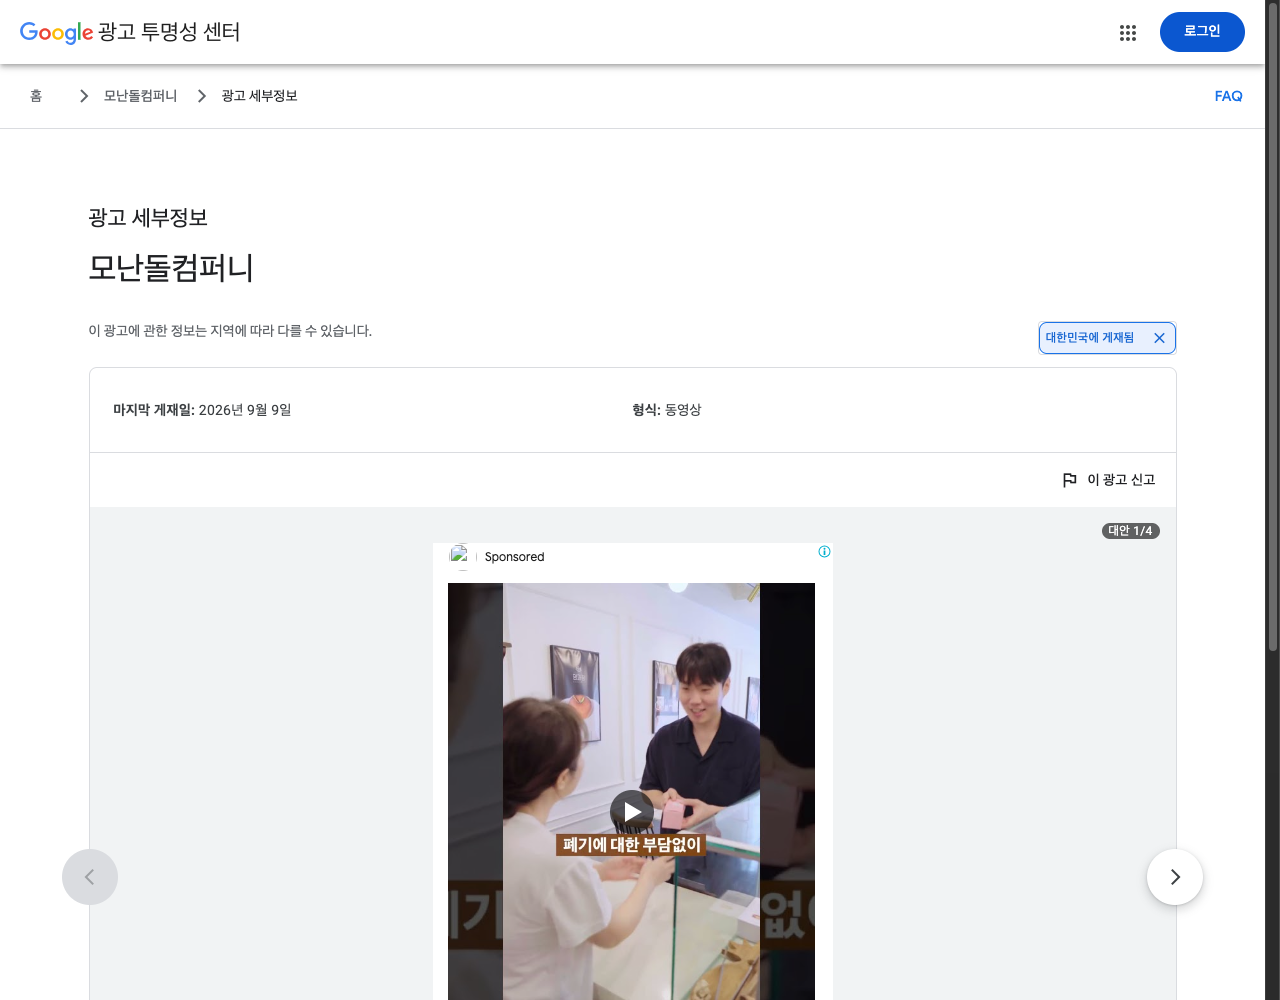 Google 광고 투명성 센터
로그인
홈
모난돌컴퍼니
광고 세부정보
FAQ
광고 세부정보
모난돌컴퍼니
이 광고에 관한 정보는 지역에 따라 다를 수 있습니다.
대한민국에 게재됨
마지막 게재일: 2026년 9월 9일
형식: 동영상
이 광고 신고
대안 1/4
Sponsored
폐기에 대한 부담없이